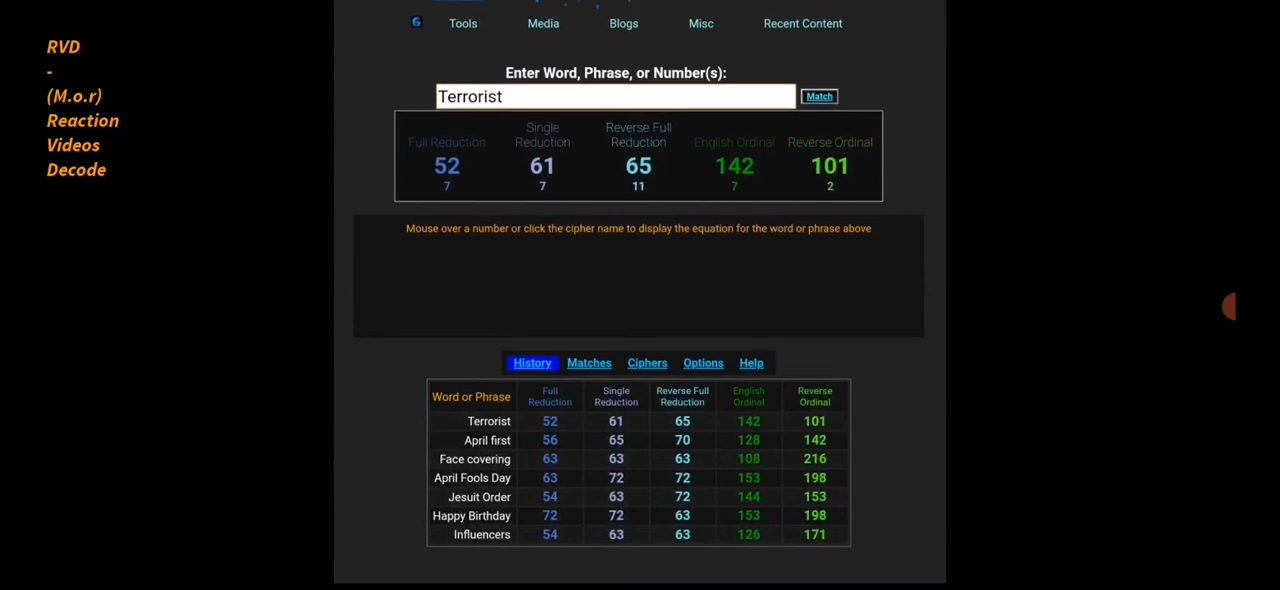 RVD
-
(M.o.r)
Reaction
Videos
Decode
G Tools Media Blogs Misc Recent Content
Enter Word, Phrase, or Number(s):
Terrorist Match
Full Reduction Single Reduction Reverse Full Reduction English Ordinal Reverse Ordinal
52 61 65 142 101
7 7 11 7 2
Mouse over a number or click the cipher name to display the equation for the word or phrase above
History Matches Ciphers Options Help
Word or Phrase Full Reduction Single Reduction Reverse Full Reduction English Ordinal Reverse Ordinal
Terrorist 52 61 65 142 101
April first 56 65 70 128 142
Face covering 63 63 63 108 216
April Fools Day 63 72 72 153 198
Jesuit Order 54 63 72 144 153
Happy Birthday 72 72 63 153 198
Influencers 54 63 63 126 171